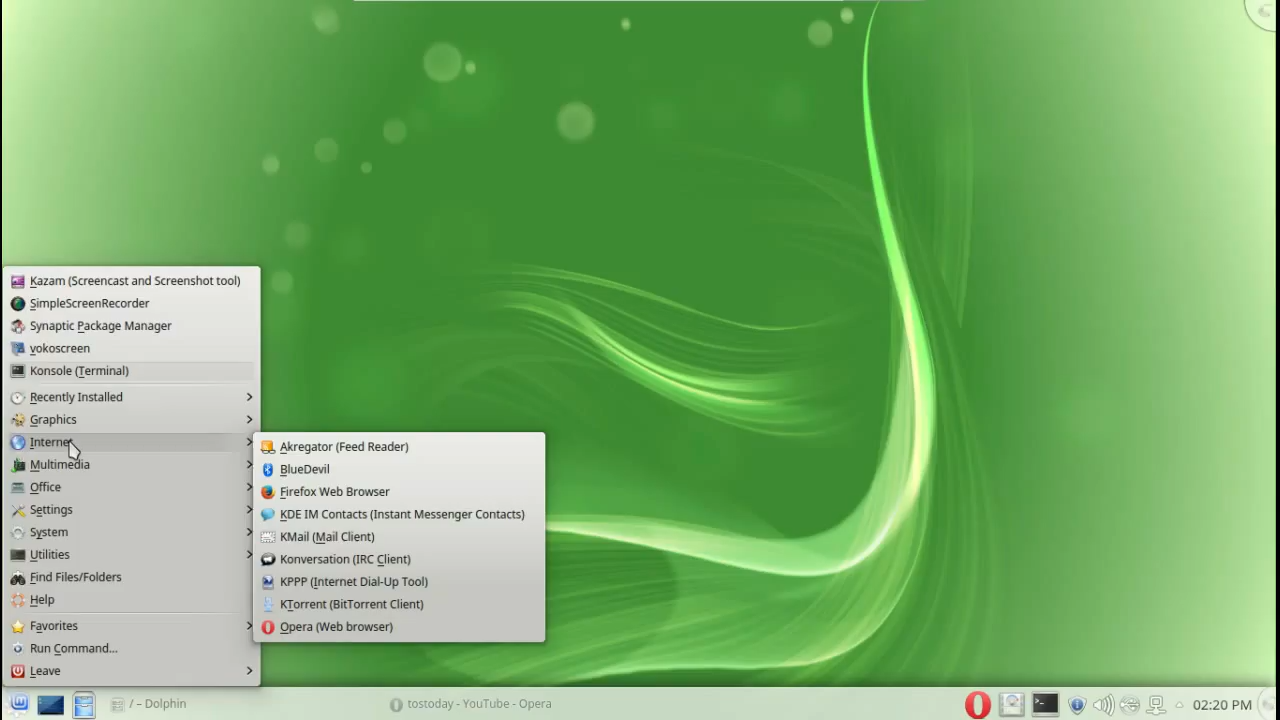 Kazam (Screencast and Screenshot tool)
SimpleScreenRecorder
Synaptic Package Manager
vokoscreen
Konsole (Terminal)
Recently Installed
Graphics
Internet
Multimedia
Office
Settings
System
Utilities
Find Files/Folders
Help
Favorites
Run Command...
Leave
Akregator (Feed Reader)
BlueDevil
Firefox Web Browser
KDE IM Contacts (Instant Messenger Contacts)
KMail (Mail Client)
Konversation (IRC Client)
KPPP (Internet Dial-Up Tool)
KTorrent (BitTorrent Client)
Opera (Web browser)
/ – Dolphin
tostoday - YouTube - Opera
02:20 PM